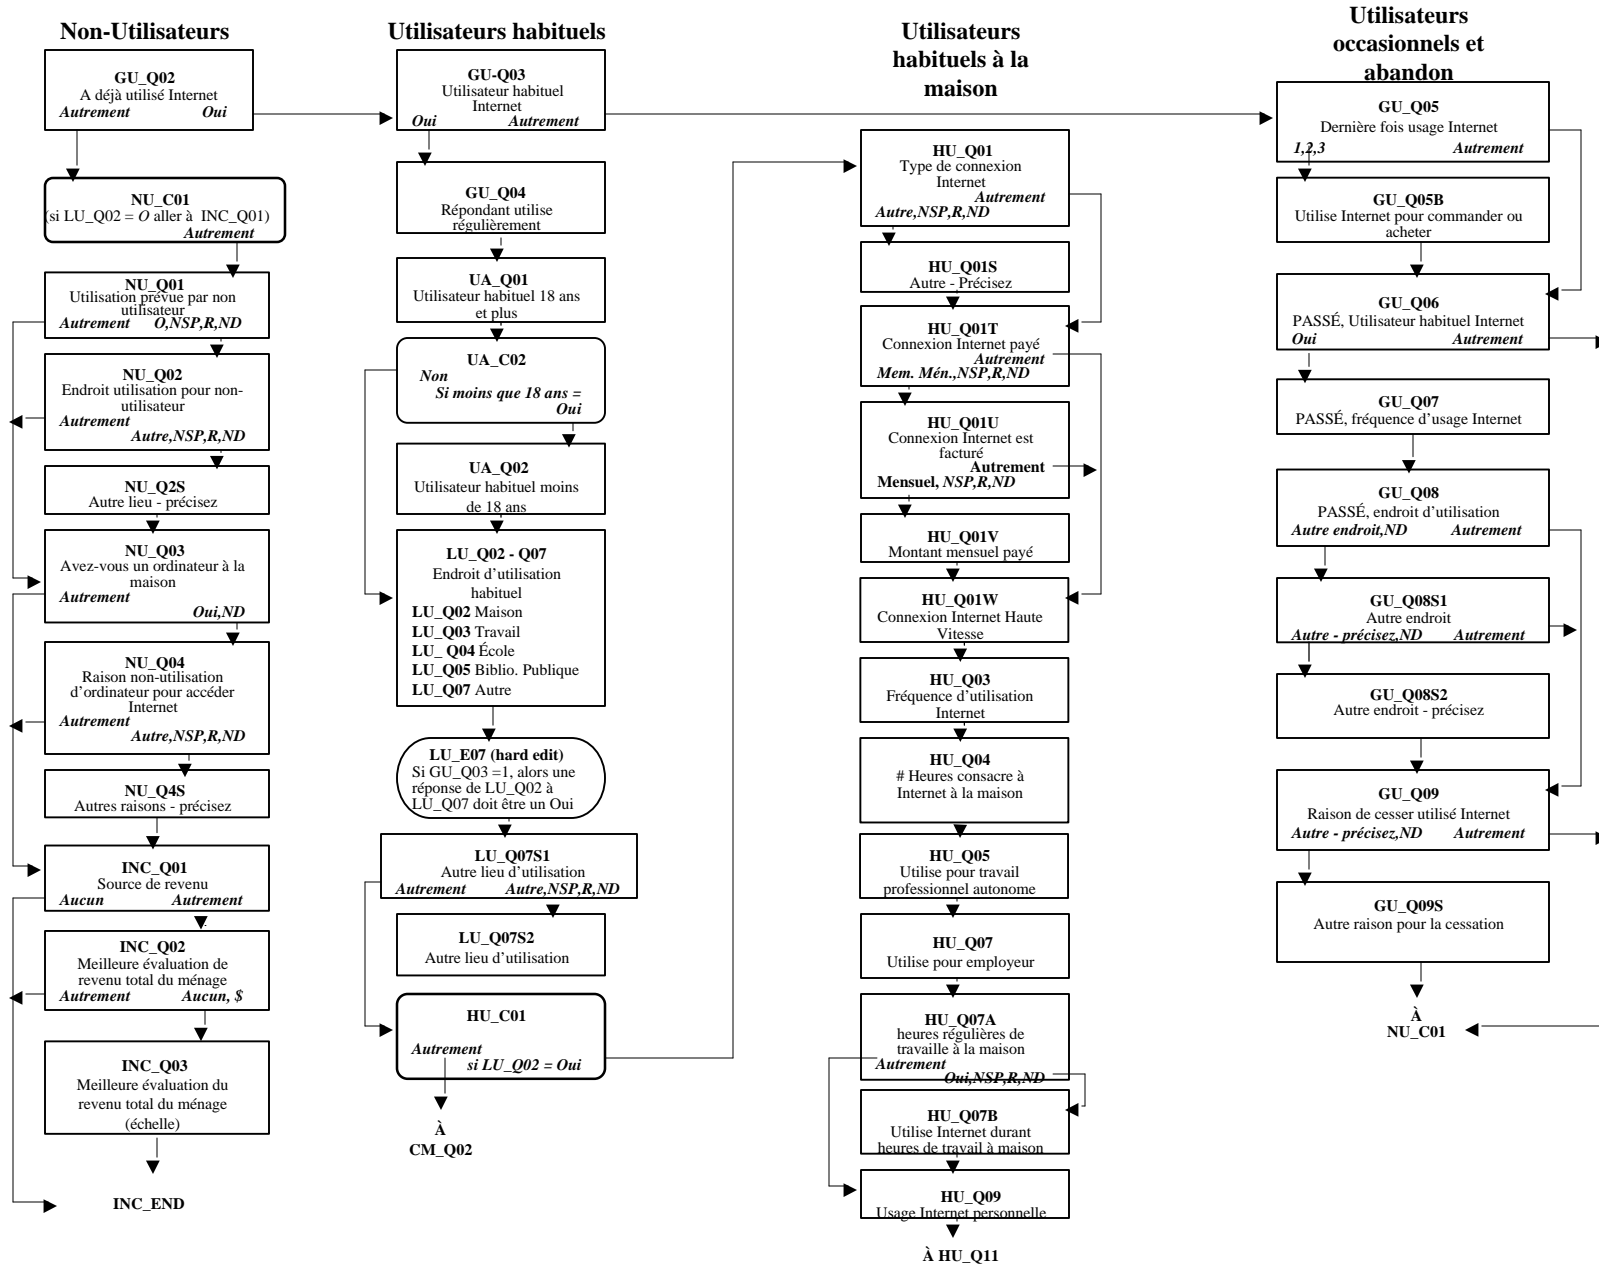 Non-Utilisateurs
GU_Q02
A déjà utilisé Internet
Autrement Oui
NU_C01
(si LU_Q02 = O aller à INC_Q01)
Autrement
NU_Q01
Utilisation prévue par non
utilisateur
Autrement O,NSP,R,ND
NU_Q02
Endroit utilisation pour non-
utilisateur
Autrement
Autre,NSP,R,ND
NU_Q2S
Autre lieu - précisez
NU_Q03
Avez-vous un ordinateur à la
maison
Autrement
Oui,ND
NU_Q04
Raison non-utilisation
d’ordinateur pour accéder
Internet
Autrement
Autre,NSP,R,ND
NU_Q4S
Autres raisons - précisez
INC_Q01
Source de revenu
Aucun Autrement
INC_Q02
Meilleure évaluation de
revenu total du ménage
Autrement Aucun, $
INC_Q03
Meilleure évaluation du
revenu total du ménage
(échelle)
INC_END
Utilisateurs habituels
GU-Q03
Utilisateur habituel
Internet
Oui Autrement
GU_Q04
Répondant utilise
régulièrement
UA_Q01
Utilisateur habituel 18 ans
et plus
UA_C02
Non
Si moins que 18 ans =
Oui
UA_Q02
Utilisateur habituel moins
de 18 ans
LU_Q02 - Q07
Endroit d’utilisation
habituel
LU_Q02 Maison
LU_Q03 Travail
LU_ Q04 École
LU_Q05 Biblio. Publique
LU_Q07 Autre
LU_E07 (hard edit)
Si GU_Q03 =1, alors une
réponse de LU_Q02 à
LU_Q07 doit être un Oui
LU_Q07S1
Autre lieu d’utilisation
Autrement Autre,NSP,R,ND
LU_Q07S2
Autre lieu d’utilisation
HU_C01
Autrement
si LU_Q02 = Oui
À
CM_Q02
Utilisateurs
habituels à la
maison
HU_Q01
Type de connexion
Internet
Autrement
Autre,NSP,R,ND
HU_Q01S
Autre - Précisez
HU_Q01T
Connexion Internet payé
Autrement
Mem. Mén.,NSP,R,ND
HU_Q01U
Connexion Internet est
facturé
Autrement
Mensuel, NSP,R,ND
HU_Q01V
Montant mensuel payé
HU_Q01W
Connexion Internet Haute
Vitesse
HU_Q03
Fréquence d’utilisation
Internet
HU_Q04
# Heures consacre à
Internet à la maison
HU_Q05
Utilise pour travail
professionnel autonome
HU_Q07
Utilise pour employeur
HU_Q07A
heures régulières de
travaille à la maison
Autrement
Oui,NSP,R,ND
HU_Q07B
Utilise Internet durant
heures de travail à maison
HU_Q09
Usage Internet personnelle
À HU_Q11
Utilisateurs
occasionnels et
abandon
GU_Q05
Dernière fois usage Internet
1,2,3 Autrement
GU_Q05B
Utilise Internet pour commander ou
acheter
GU_Q06
PASSÉ, Utilisateur habituel Internet
Oui Autrement
GU_Q07
PASSÉ, fréquence d’usage Internet
GU_Q08
PASSÉ, endroit d’utilisation
Autre endroit,ND Autrement
GU_Q08S1
Autre endroit
Autre - précisez,ND Autrement
GU_Q08S2
Autre endroit - précisez
GU_Q09
Raison de cesser utilisé Internet
Autre - précisez,ND Autrement
GU_Q09S
Autre raison pour la cessation
À
NU_C01